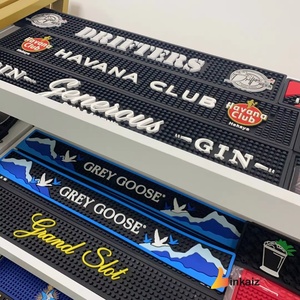 DRIFTERS
HAVANA CLUB
Havana
Club
-GIN- Generous -GIN-
GREY GOOSE
GREY GOOSE
Grand Slot
inkaiz